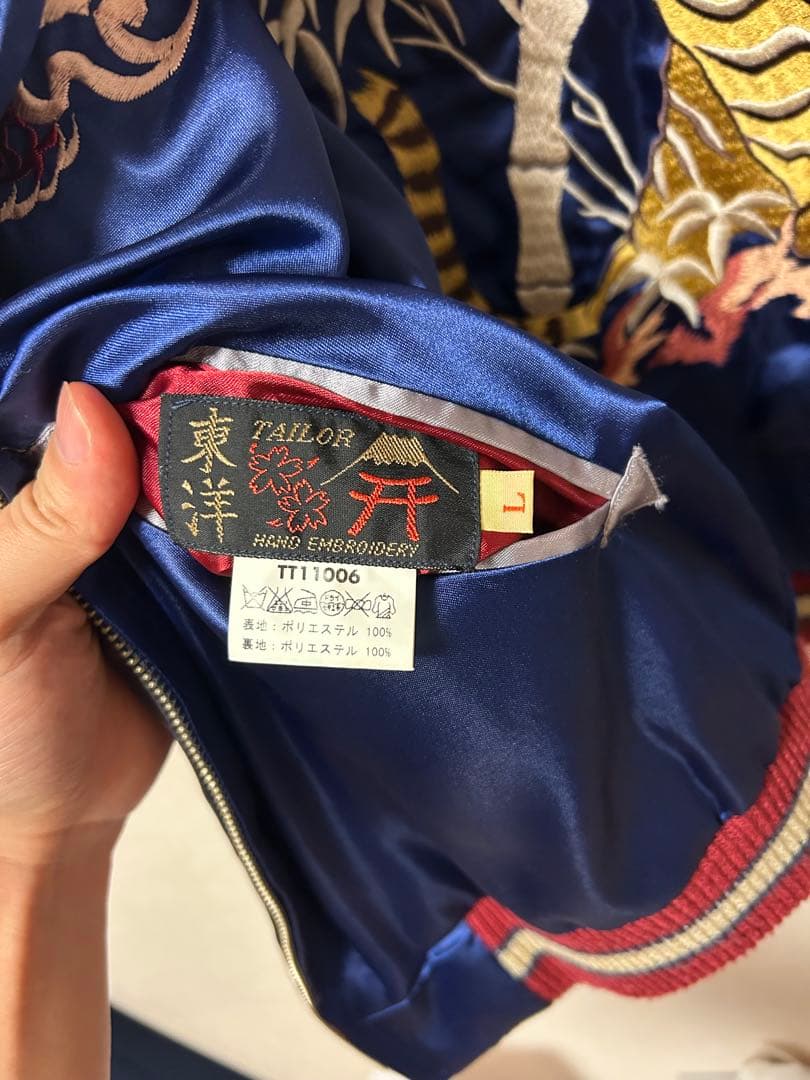 東洋
TAILOR
HAND EMBROIDERY
L
TT11006
表地:ポリエステル 100%
裏地:ポリエステル 100%